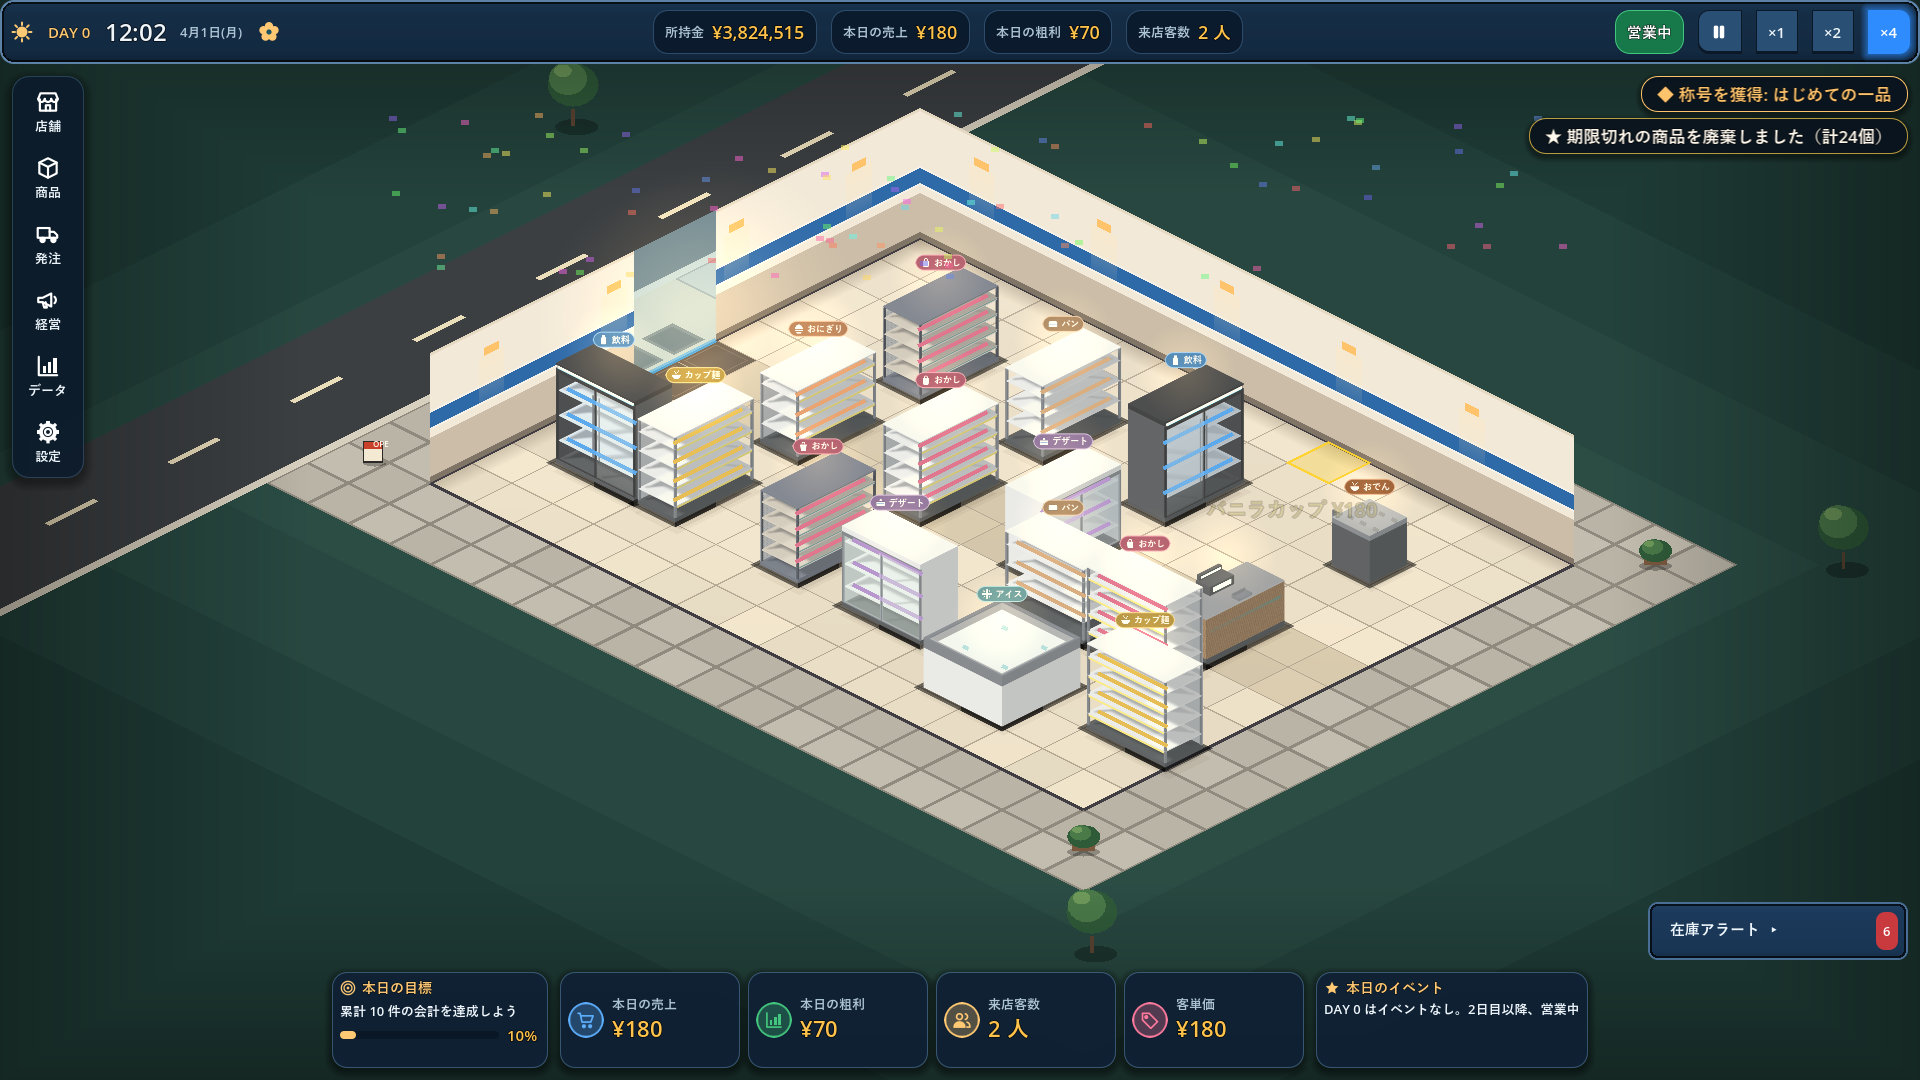 DAY 0 12:02 4月1日(月)
所持金 ¥3,824,515
本日の売上 ¥180
本日の粗利 ¥70
来店客数 2 人
営業中
×1
×2
×4
店舗
商品
発注
経営
データ
設定
◆ 称号を獲得: はじめての一品
★ 期限切れの商品を廃棄しました（計24個）
おかし
おにぎり
パン
飲料
飲料
カップ麺
おかし
おかし
デザート
デザート
おでん
パン
バニラカップ ¥180
おかし
アイス
カップ麺
OPE
在庫アラート ▸
6
本日の目標
累計 10 件の会計を達成しよう
10%
本日の売上
¥180
本日の粗利
¥70
来店客数
2 人
客単価
¥180
★ 本日のイベント
DAY 0 はイベントなし。2日目以降、営業中